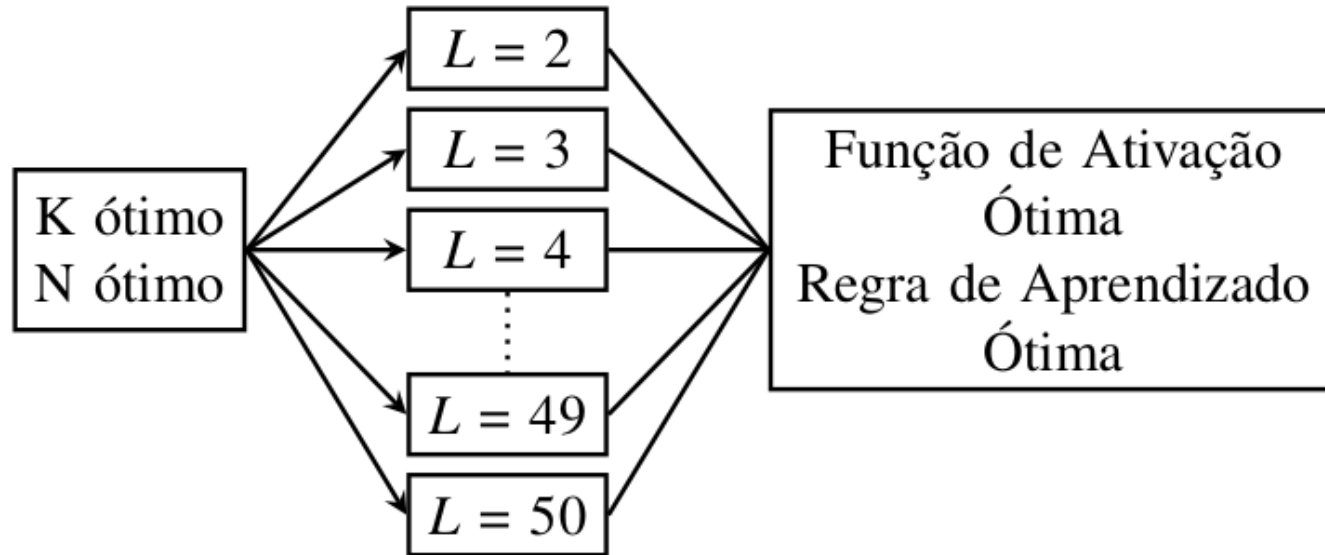 K ótimo
N ótimo
L = 2
L = 3
L = 4
L = 49
L = 50
Função de Ativação
Ótima
Regra de Aprendizado
Ótima